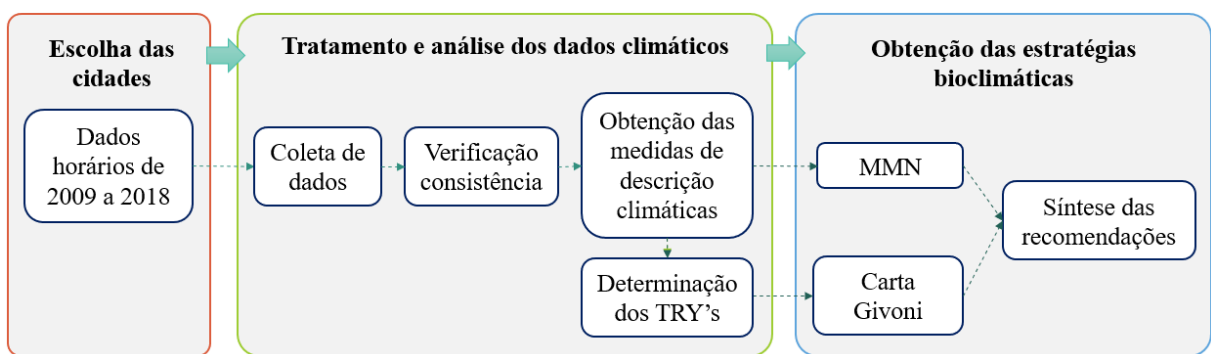 Escolha das
cidades
Dados
horários de
2009 a 2018
Tratamento e análise dos dados climáticos
Coleta de
dados
Verificação
consistência
Obtenção das
medidas de
descrição
climáticas
Determinação
dos TRY’s
Obtenção das estratégias
bioclimáticas
MMN
Carta
Givoni
Síntese das
recomendações